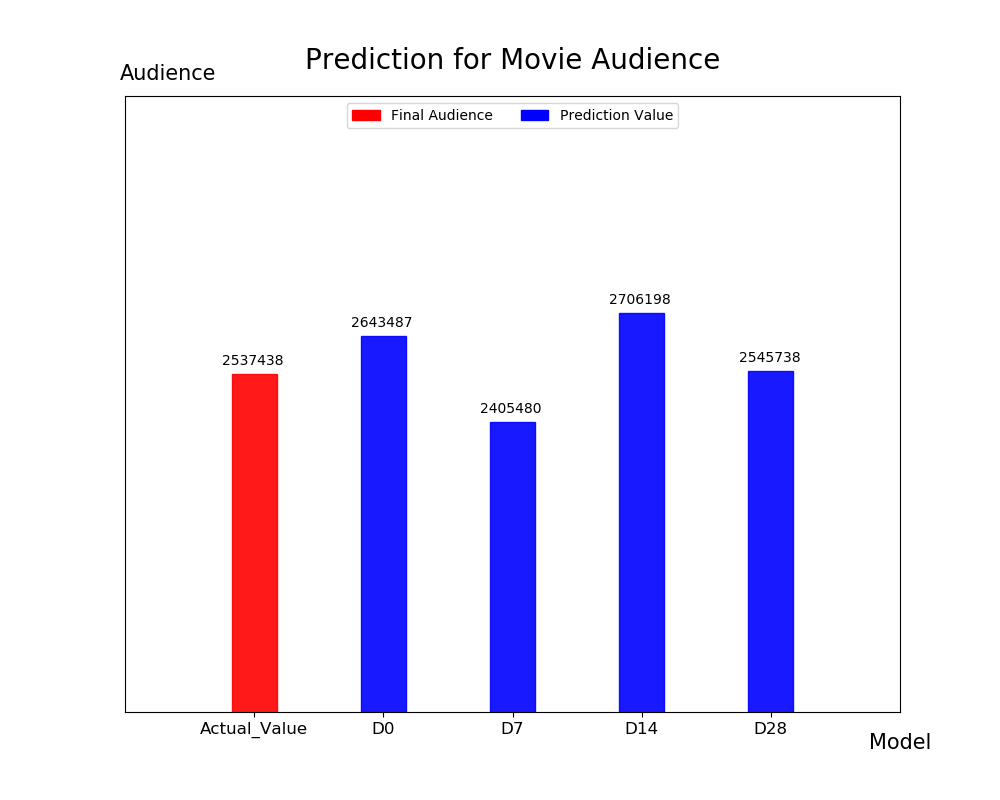 Prediction for Movie Audience
Audience
Final Audience Prediction Value
2706198
2643487
2545738
2537438
2405480
Actual_Value D0 D7 D14 D28
Model